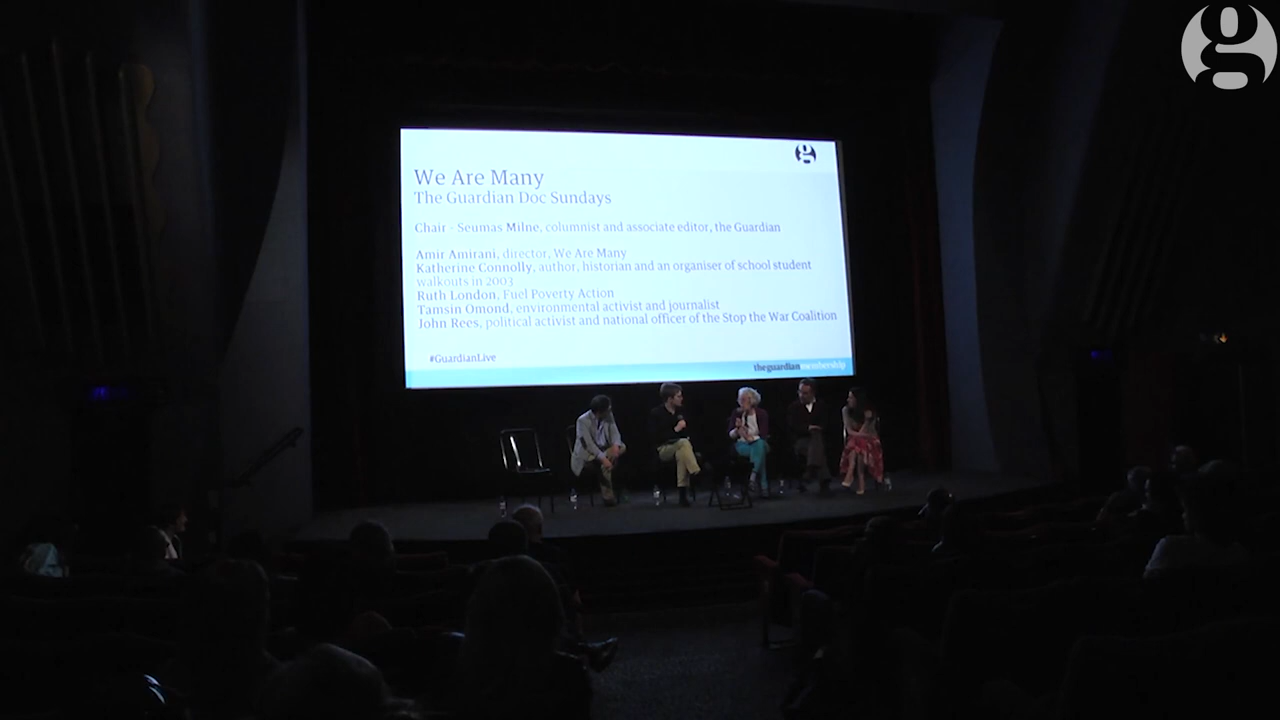 g
g
We Are Many
The Guardian Doc Sundays
Chair - Seumas Milne, columnist and associate editor, the Guardian
Amir Amirani, director, We Are Many
Katherine Connolly, author, historian and an organiser of school student
walkouts in 2003
Ruth London, Fuel Poverty Action
Tamsin Omond, environmental activist and journalist
John Rees, political activist and national officer of the Stop the War Coalition
#GuardianLive
theguardianmembership